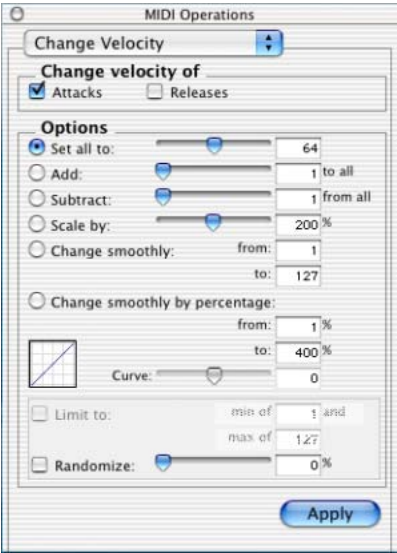 MIDI Operations
Change Velocity
Change velocity of
Attacks Releases
Options
Set all to: 64
Add: 1 to all
Subtract: 1 from all
Scale by: 200 %
Change smoothly: from: 1
to: 127
Change smoothly by percentage:
from: 1 %
to: 400 %
Curve: 0
Limit to: min of 1 and
max of 127
Randomize: 0 %
Apply